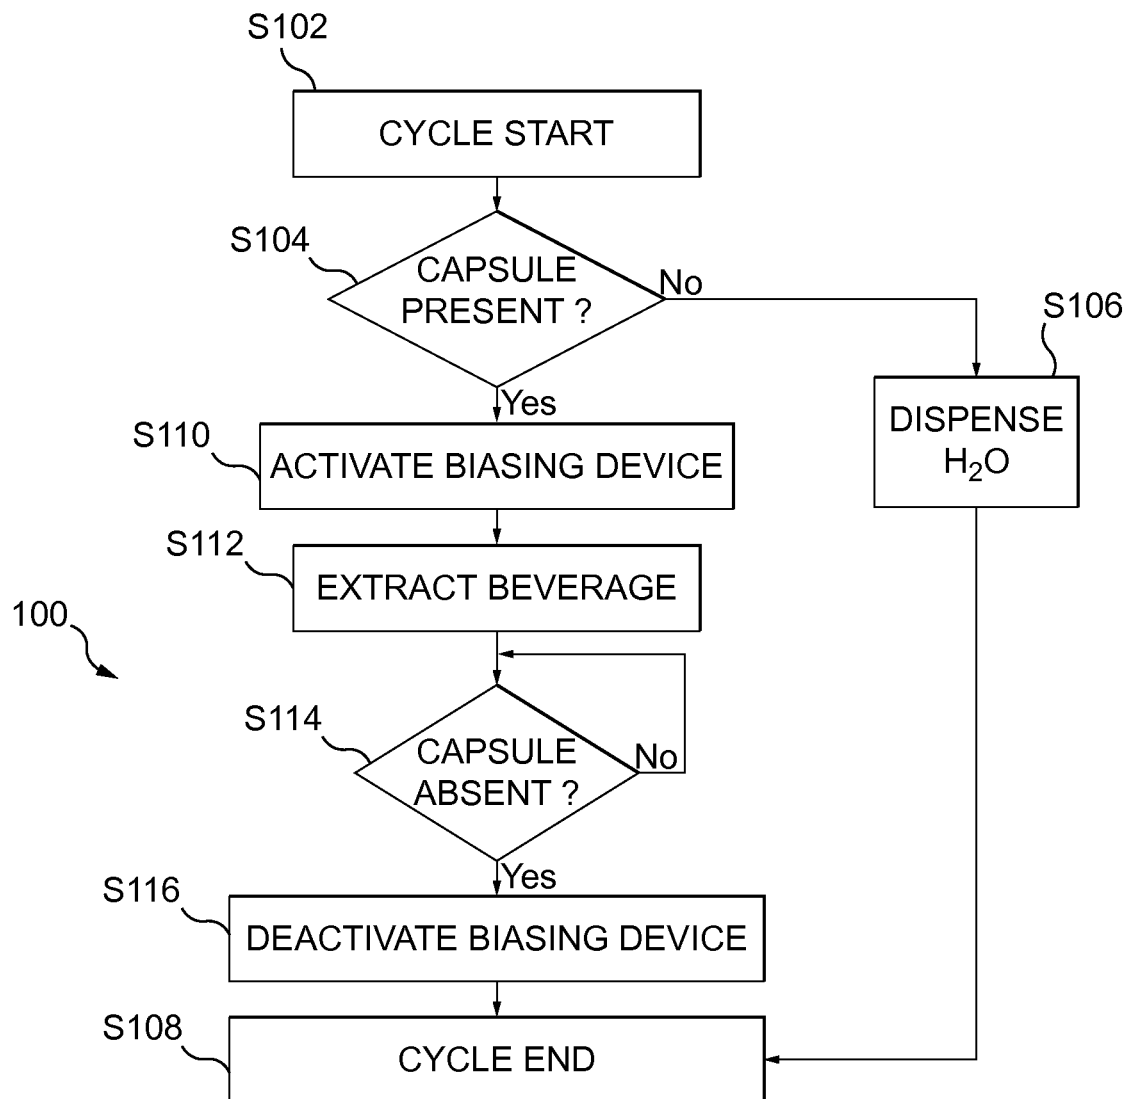 S102
CYCLE START
S104
CAPSULE
PRESENT ?
No
S106
Yes
DISPENSE
H₂O
S110
ACTIVATE BIASING DEVICE
S112
EXTRACT BEVERAGE
100
S114
CAPSULE
ABSENT ?
No
Yes
S116
DEACTIVATE BIASING DEVICE
S108
CYCLE END